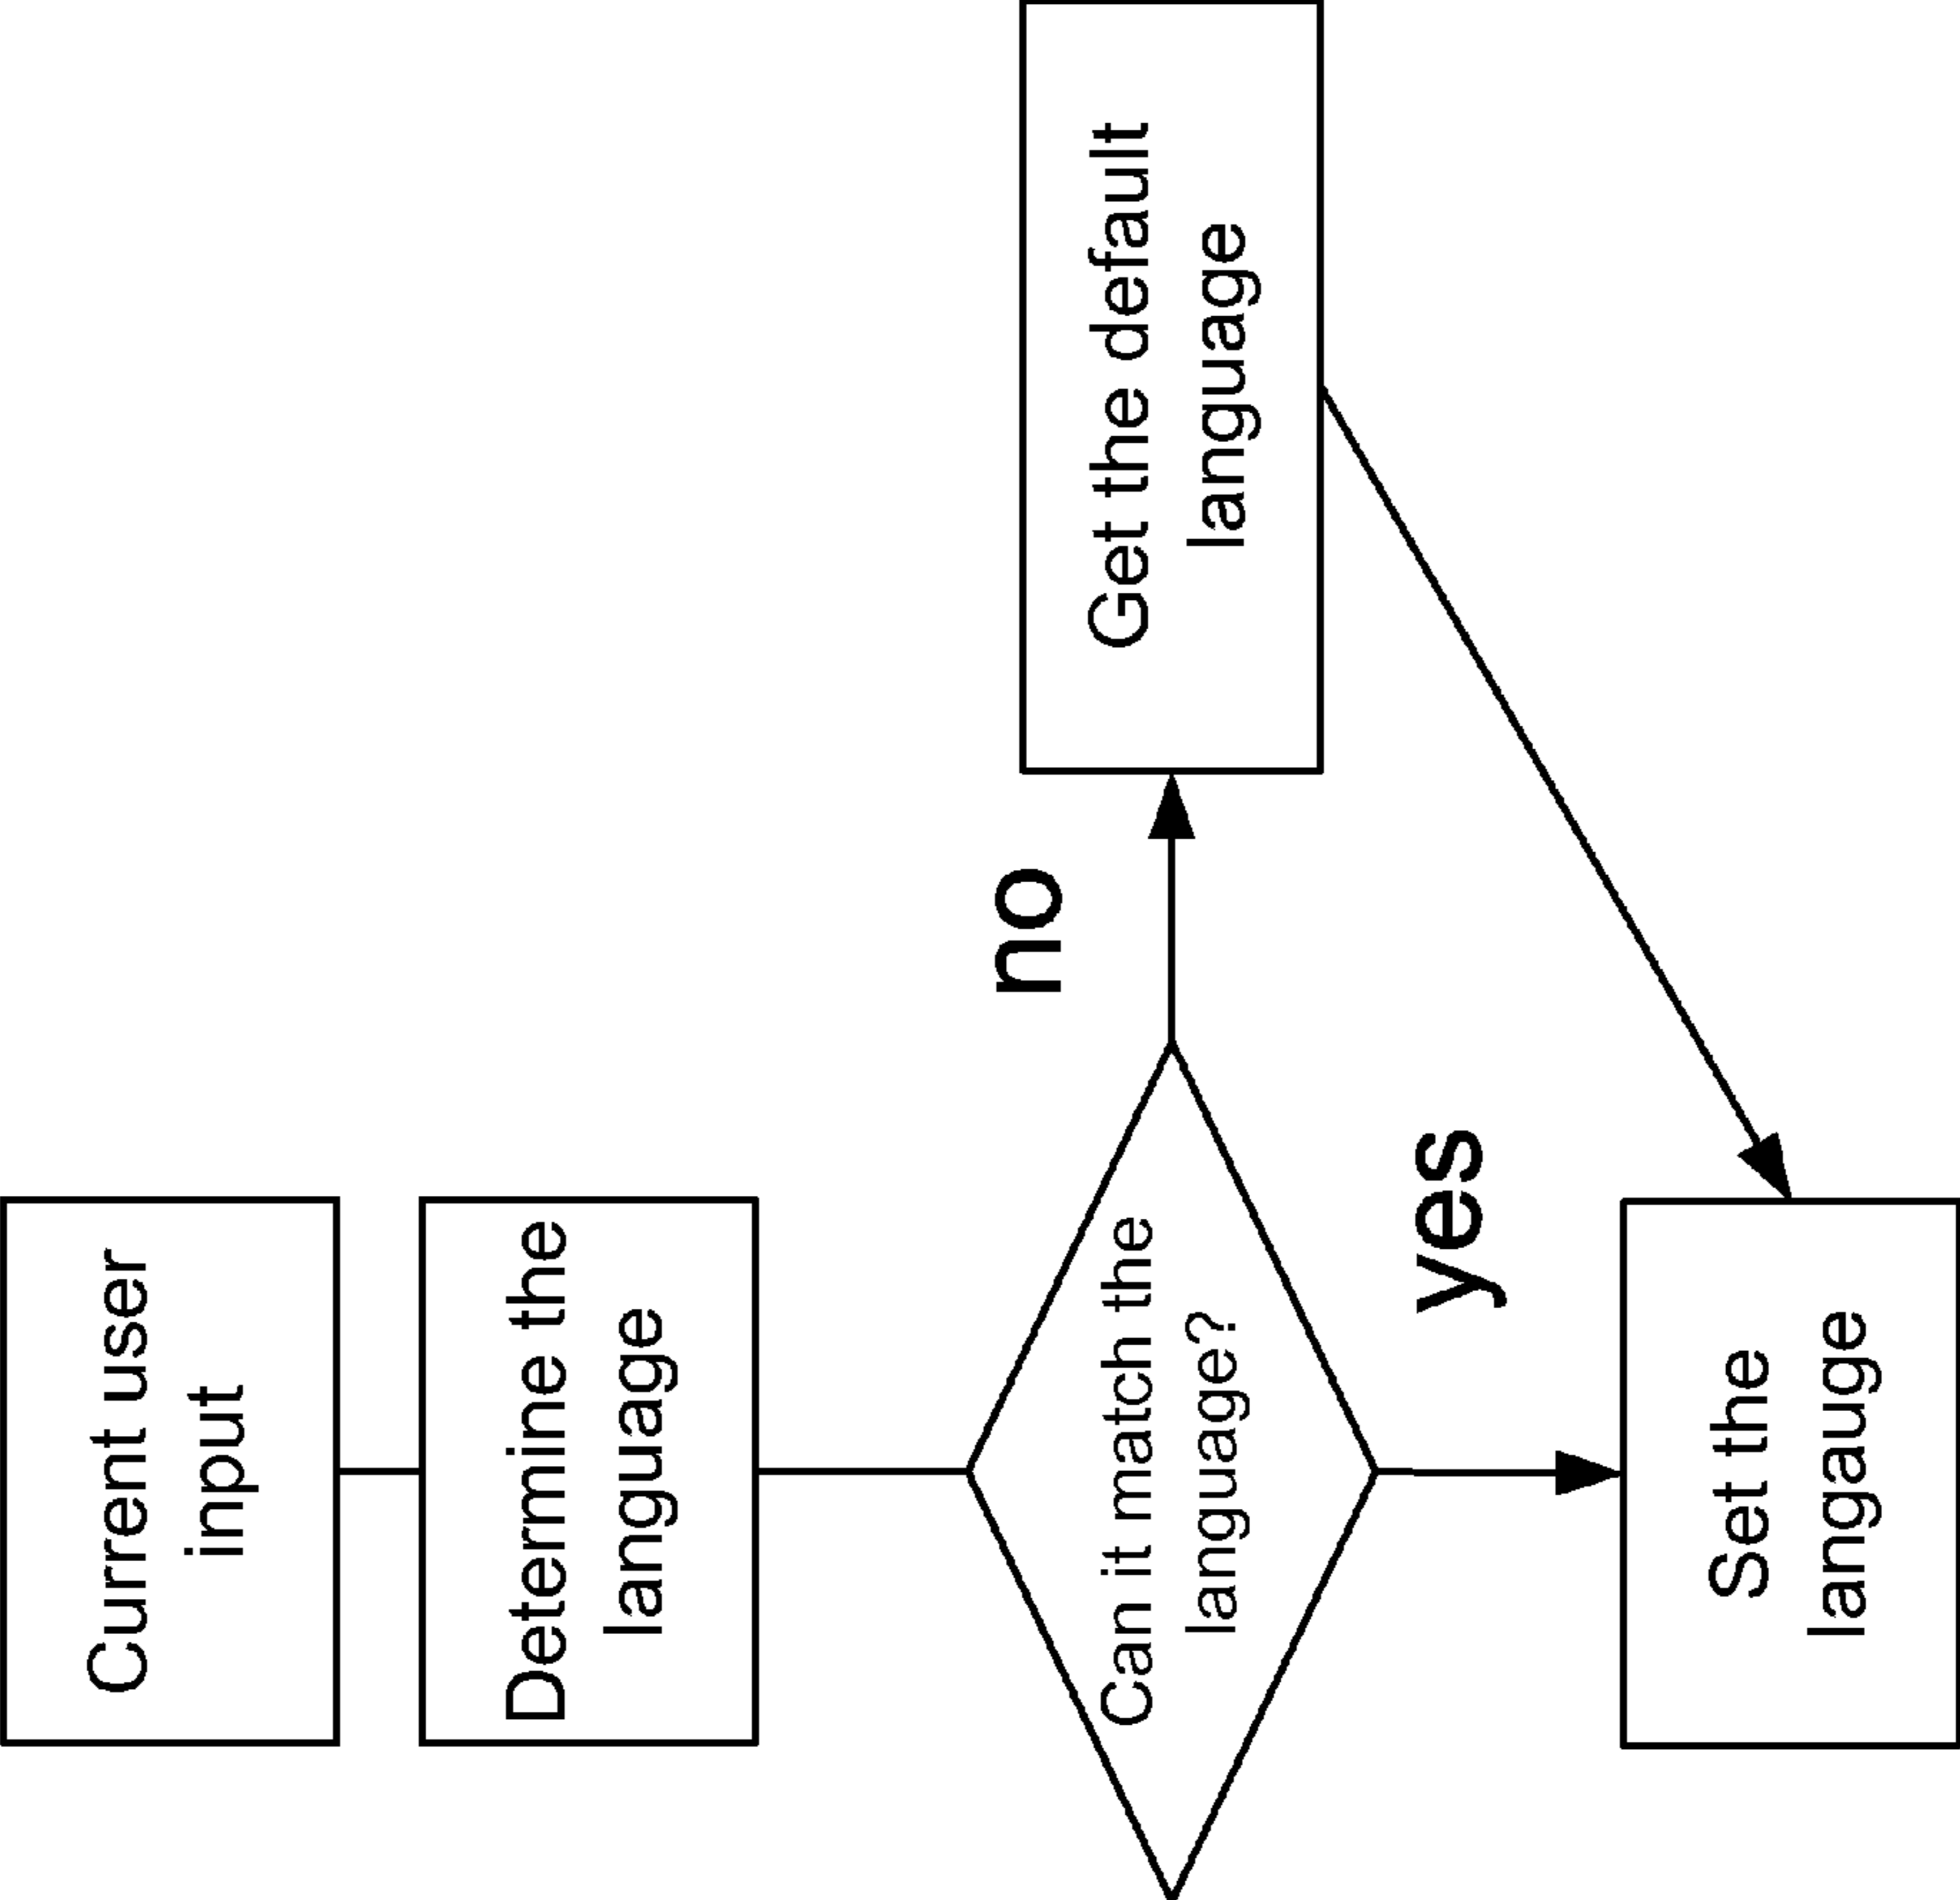 Current user
input
Determine the
language
Can it match the
language?
no
Get the default
language
yes
Set the
langauge